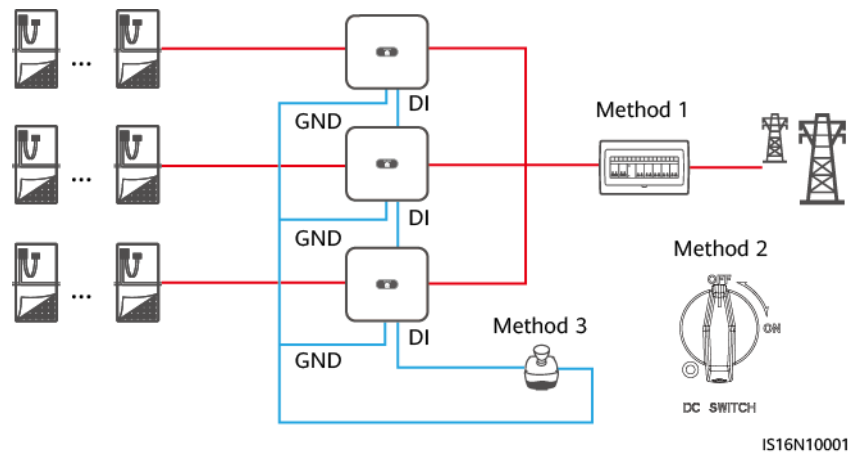 DI
GND
Method 1
DI
GND
Method 2
OFF
ON
DI
GND
Method 3
DC SWITCH
IS16N10001